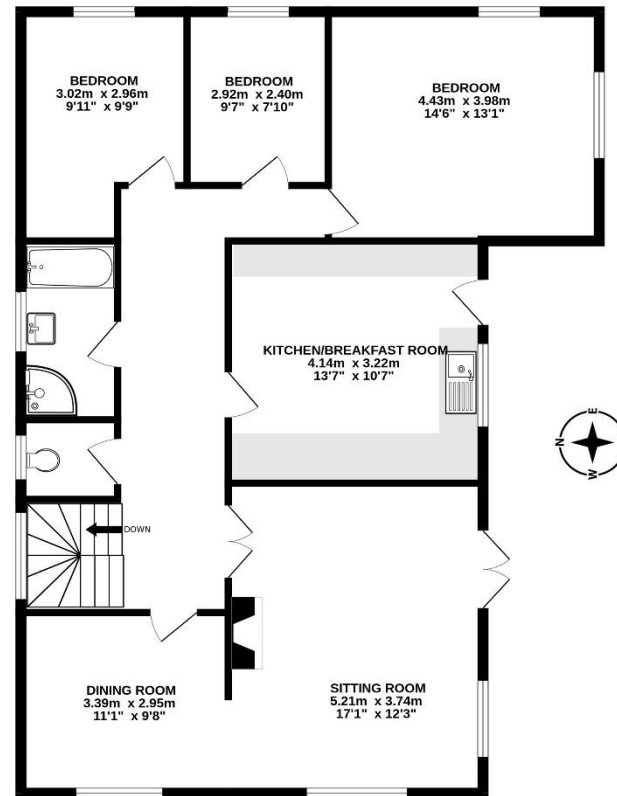 BEDROOM
3.02m x 2.96m
9'11" x 9'9"
BEDROOM
2.92m x 2.40m
9'7" x 7'10"
BEDROOM
4.43m x 3.98m
14'6" x 13'1"
KITCHEN/BREAKFAST ROOM
4.14m x 3.22m
13'7" x 10'7"
N
E
S
W
DOWN
DINING ROOM
3.39m x 2.95m
11'1" x 9'8"
SITTING ROOM
5.21m x 3.74m
17'1" x 12'3"